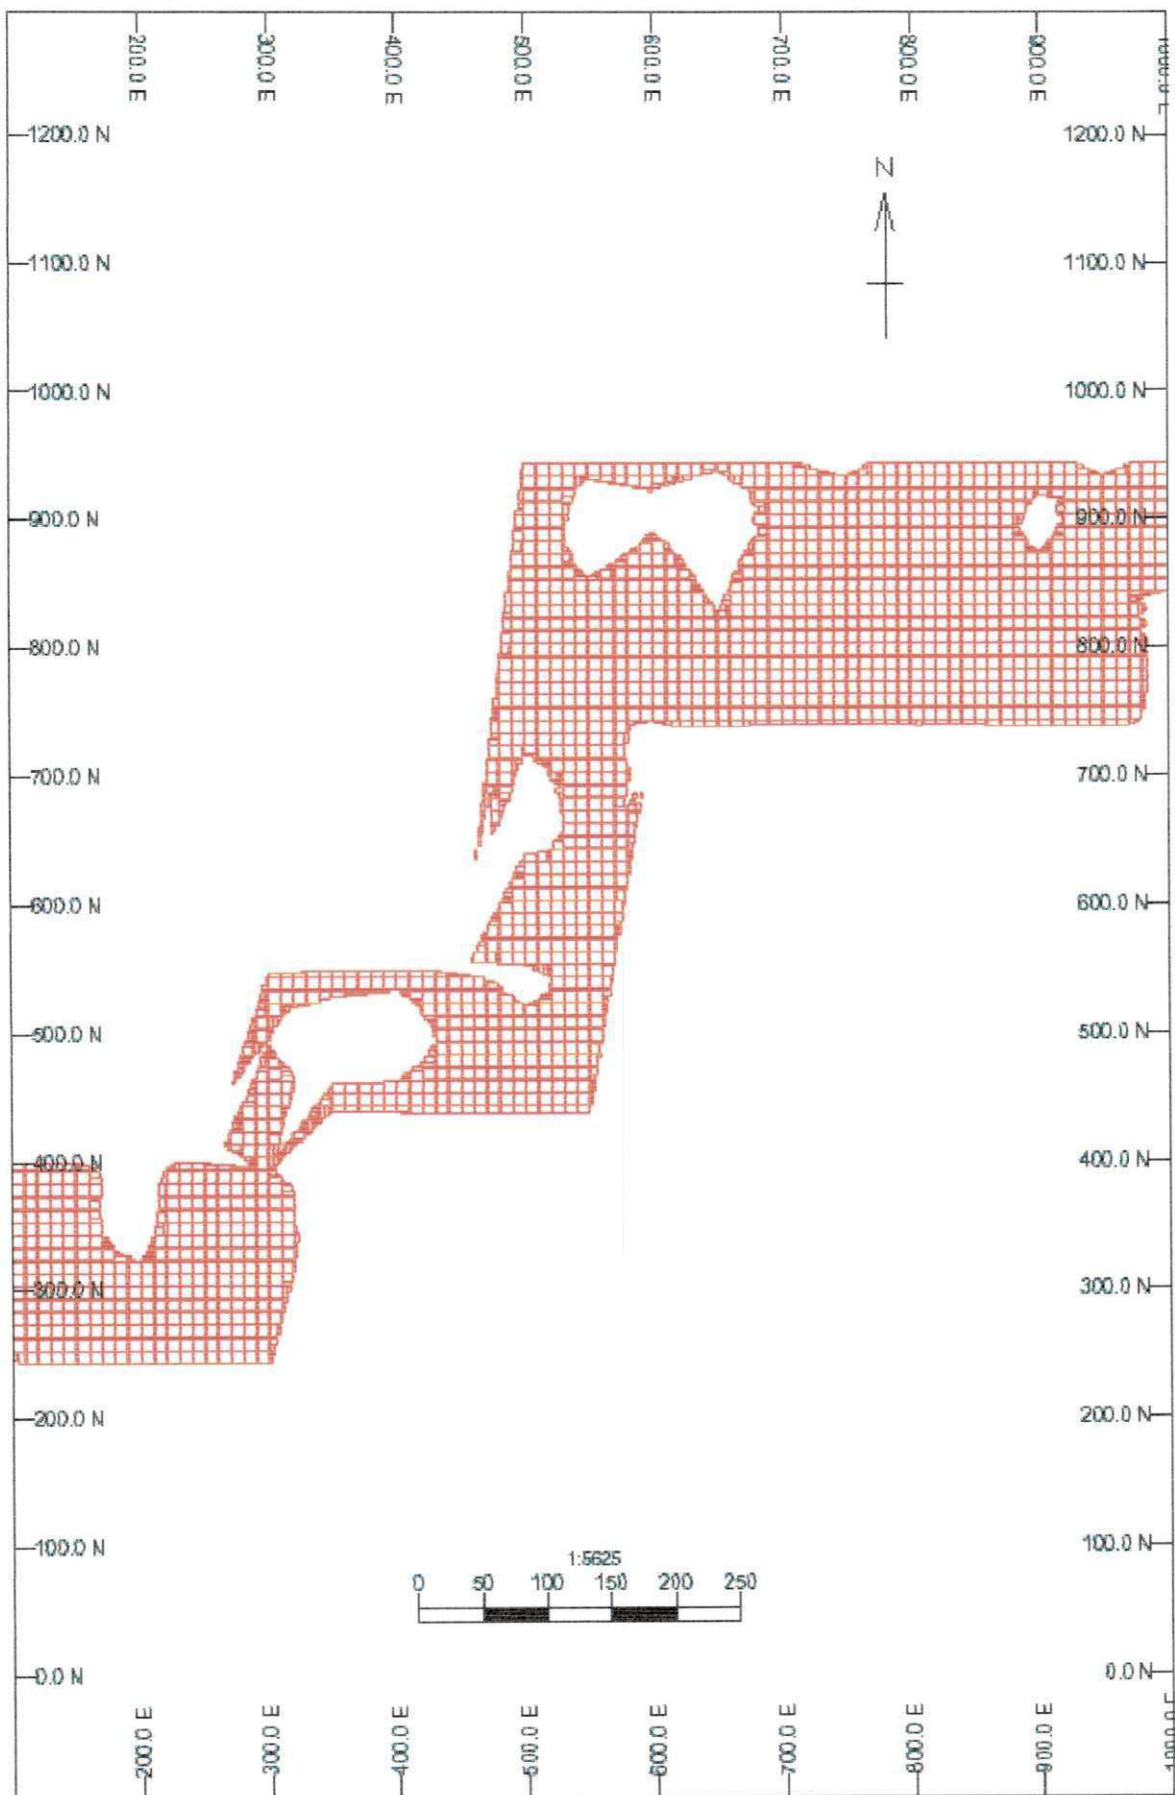 200.0 E
300.0 E
400.0 E
500.0 E
600.0 E
700.0 E
800.0 E
900.0 E
1200.0 N 1200.0 N
N
1100.0 N 1100.0 N
1000.0 N 1000.0 N
900.0 N 900.0 N
800.0 N 800.0 N
700.0 N 700.0 N
600.0 N 600.0 N
500.0 N 500.0 N
400.0 N 400.0 N
300.0 N 300.0 N
200.0 N 200.0 N
100.0 N 100.0 N
1:5625
0 50 100 150 200 250
0.0 N 0.0 N
200.0 E
300.0 E
400.0 E
500.0 E
600.0 E
700.0 E
800.0 E
900.0 E